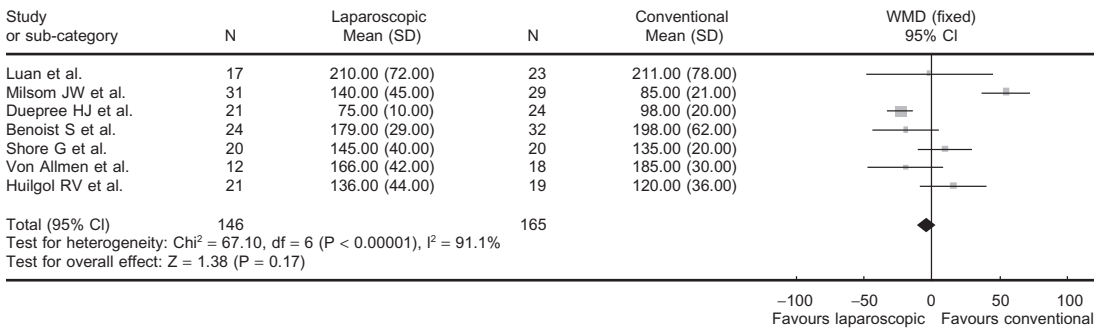 Study Laparoscopic Conventional WMD (fixed)
or sub-category N Mean (SD) N Mean (SD) 95% CI
Luan et al. 17 210.00 (72.00) 23 211.00 (78.00)
Milsom JW et al. 31 140.00 (45.00) 29 85.00 (21.00)
Duepree HJ et al. 21 75.00 (10.00) 24 98.00 (20.00)
Benoist S et al. 24 179.00 (29.00) 32 198.00 (62.00)
Shore G et al. 20 145.00 (40.00) 20 135.00 (20.00)
Von Allmen et al. 12 166.00 (42.00) 18 185.00 (30.00)
Huilgol RV et al. 21 136.00 (44.00) 19 120.00 (36.00)
Total (95% CI) 146 165
Test for heterogeneity: Chi² = 67.10, df = 6 (P < 0.00001), I² = 91.1%
Test for overall effect: Z = 1.38 (P = 0.17)
−100 −50 0 50 100
Favours laparoscopic Favours conventional